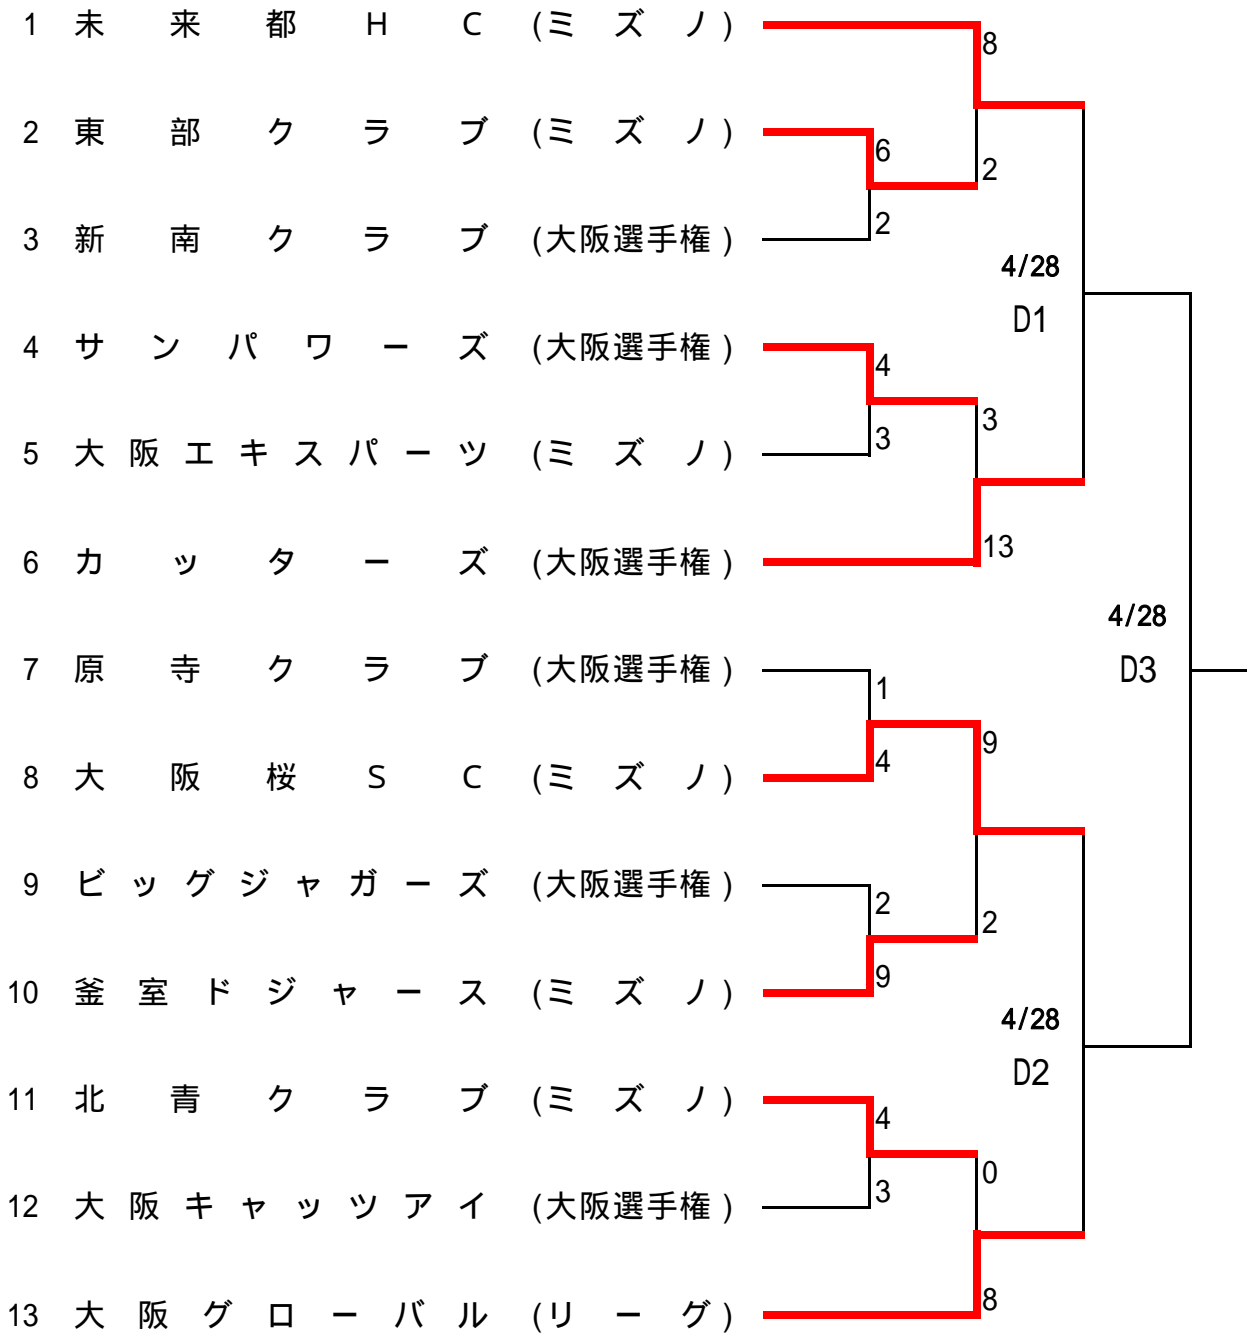 1 未来都HC (ミズノ)
8
2 東部クラブ (ミズノ)
6
2
3 新南クラブ (大阪選手権)
2
4/28
D1
4 サンパワーズ (大阪選手権)
4
3
5 大阪エキスパーツ (ミズノ)
3
6 カッターズ (大阪選手権)
13
4/28
D3
7 原寺クラブ (大阪選手権)
1
9
8 大阪桜SC (ミズノ)
4
9 ビッグジャガーズ (大阪選手権)
2
2
10 釜室ドジャース (ミズノ)
9
4/28
D2
11 北青クラブ (ミズノ)
4
0
12 大阪キャッツアイ (大阪選手権)
3
13 大阪グローバル (リーグ)
8